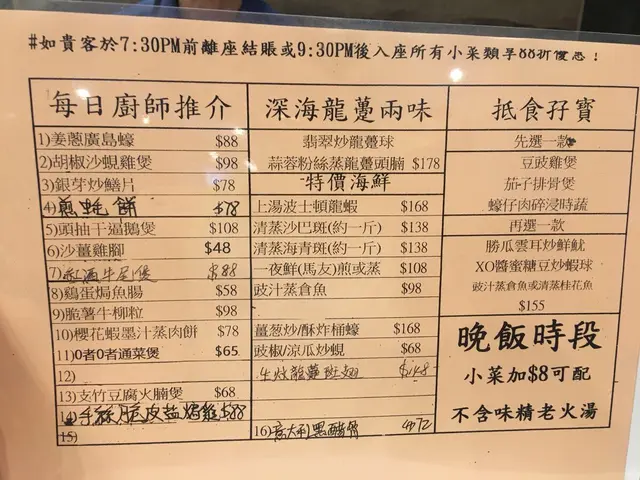 #如貴客於7:30PM前離座結賬或9:30PM後入座所有小菜類享88折優惠！
每日廚師推介
1)姜蔥廣島蠔 $88
2)胡椒沙蜆雞煲 $98
3)銀芽炒鱔片 $78
4)煎蚝餅 $78
5)頭抽干逼鵝煲 $108
6)沙薑雞腳 $48
7)紅酒牛尾煲 $88
8)鷄蛋焗魚腸 $58
9)脆薯牛柳粒 $98
10)櫻花蝦墨汁蒸肉餅 $78
11)0者0者通菜煲 $65
12)
13)支竹豆腐火腩煲 $68
14)手絲脆皮鹽焗雞 $88
15)
深海龍躉兩味
翡翠炒龍躉球
蒜蓉粉絲蒸龍躉頭腩 $178
特價海鮮
上湯波士頓龍蝦 $168
清蒸沙巴斑(約一斤) $138
清蒸海青斑(約一斤) $138
一夜鮮(馬友)煎或蒸 $108
豉汁蒸倉魚 $98
薑葱炒/酥炸桶蠔 $168
豉椒/涼瓜炒蜆 $68
生炆龍躉斑翅 $148
16)意大利黑醋骨 $72
抵食孖寶
先選一款
豆豉雞煲
茄子排骨煲
蠔仔肉碎浸時蔬
再選一款
勝瓜雲耳炒鮮魷
XO醬蜜糖豆炒蝦球
豉汁蒸倉魚或清蒸桂花魚
$155
晚飯時段
小菜加$8可配
不含味精老火湯